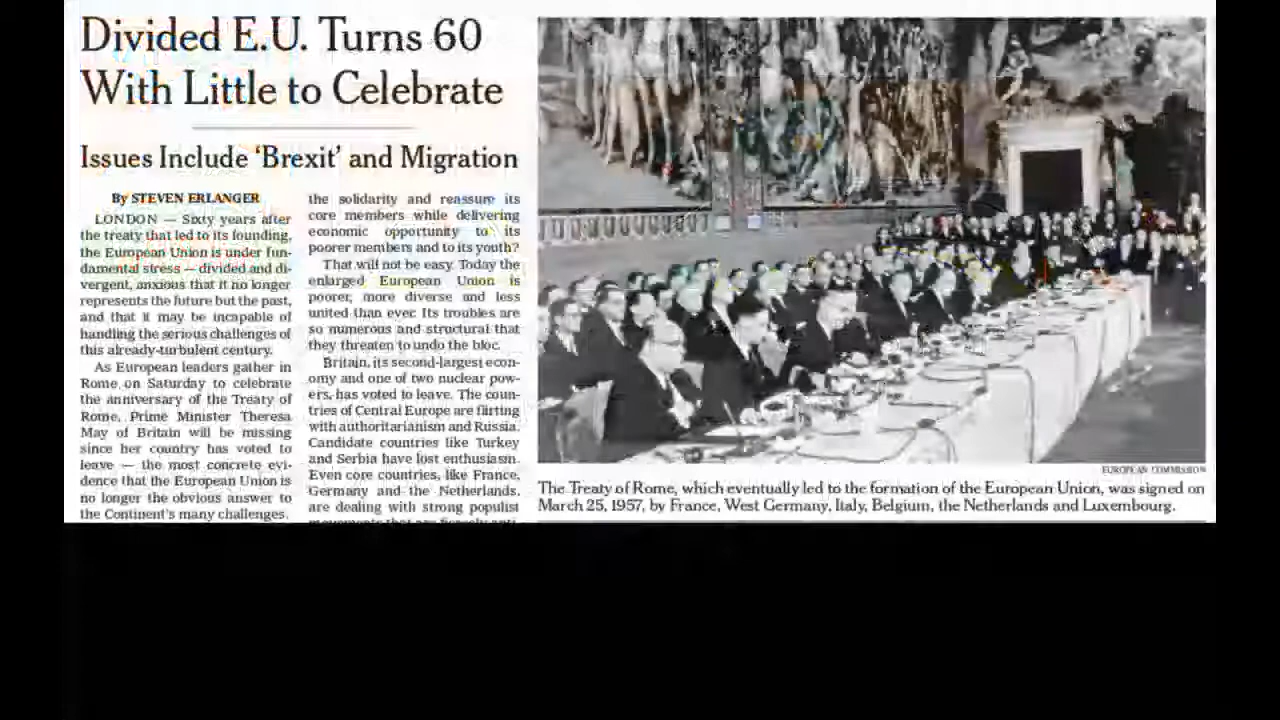 Divided E.U. Turns 60
With Little to Celebrate
Issues Include ‘Brexit’ and Migration
By STEVEN ERLANGER
LONDON — Sixty years after
the treaty that led to its founding,
the European Union is under fun-
damental stress — divided and di-
vergent, anxious that it no longer
represents the future but the past,
and that it may be incapable of
handling the serious challenges of
this already-turbulent century.
As European leaders gather in
Rome on Saturday to celebrate
the anniversary of the Treaty of
Rome, Prime Minister Theresa
May of Britain will be missing
since her country has voted to
leave — the most concrete evi-
dence that the European Union is
no longer the obvious answer to
the Continent's many challenges.
the solidarity and reassure its
core members while delivering
economic opportunity to its
poorer members and to its youth?
That will not be easy. Today the
enlarged European Union is
poorer, more diverse and less
united than ever. Its troubles are
so numerous and structural that
they threaten to undo the bloc.
Britain, its second-largest econ-
omy and one of two nuclear pow-
ers, has voted to leave. The coun-
tries of Central Europe are flirting
with authoritarianism and Russia.
Candidate countries like Turkey
and Serbia have lost enthusiasm.
Even core countries, like France,
Germany and the Netherlands,
are dealing with strong populist
EUROPEAN COMMISSION
The Treaty of Rome, which eventually led to the formation of the European Union, was signed on
March 25, 1957, by France, West Germany, Italy, Belgium, the Netherlands and Luxembourg.